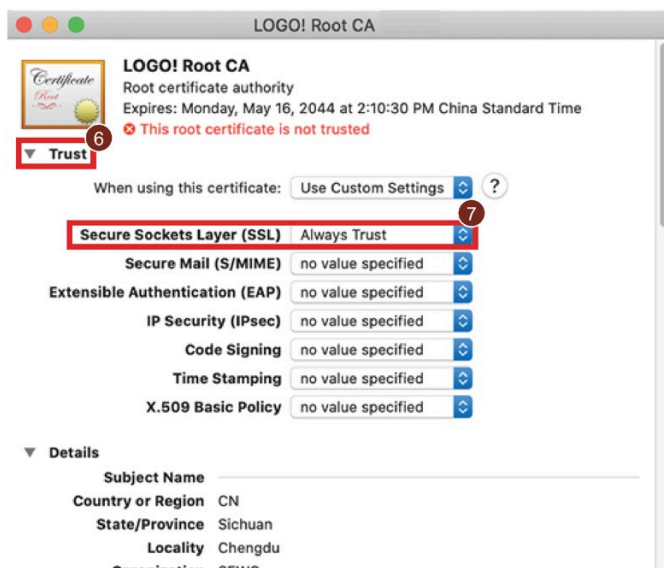 LOGO! Root CA
Certificate
Root
LOGO! Root CA
Root certificate authority
Expires: Monday, May 16, 2044 at 2:10:30 PM China Standard Time
This root certificate is not trusted
6
Trust
When using this certificate: Use Custom Settings ?
7
Secure Sockets Layer (SSL) Always Trust
Secure Mail (S/MIME) no value specified
Extensible Authentication (EAP) no value specified
IP Security (IPsec) no value specified
Code Signing no value specified
Time Stamping no value specified
X.509 Basic Policy no value specified
Details
Subject Name
Country or Region CN
State/Province Sichuan
Locality Chengdu